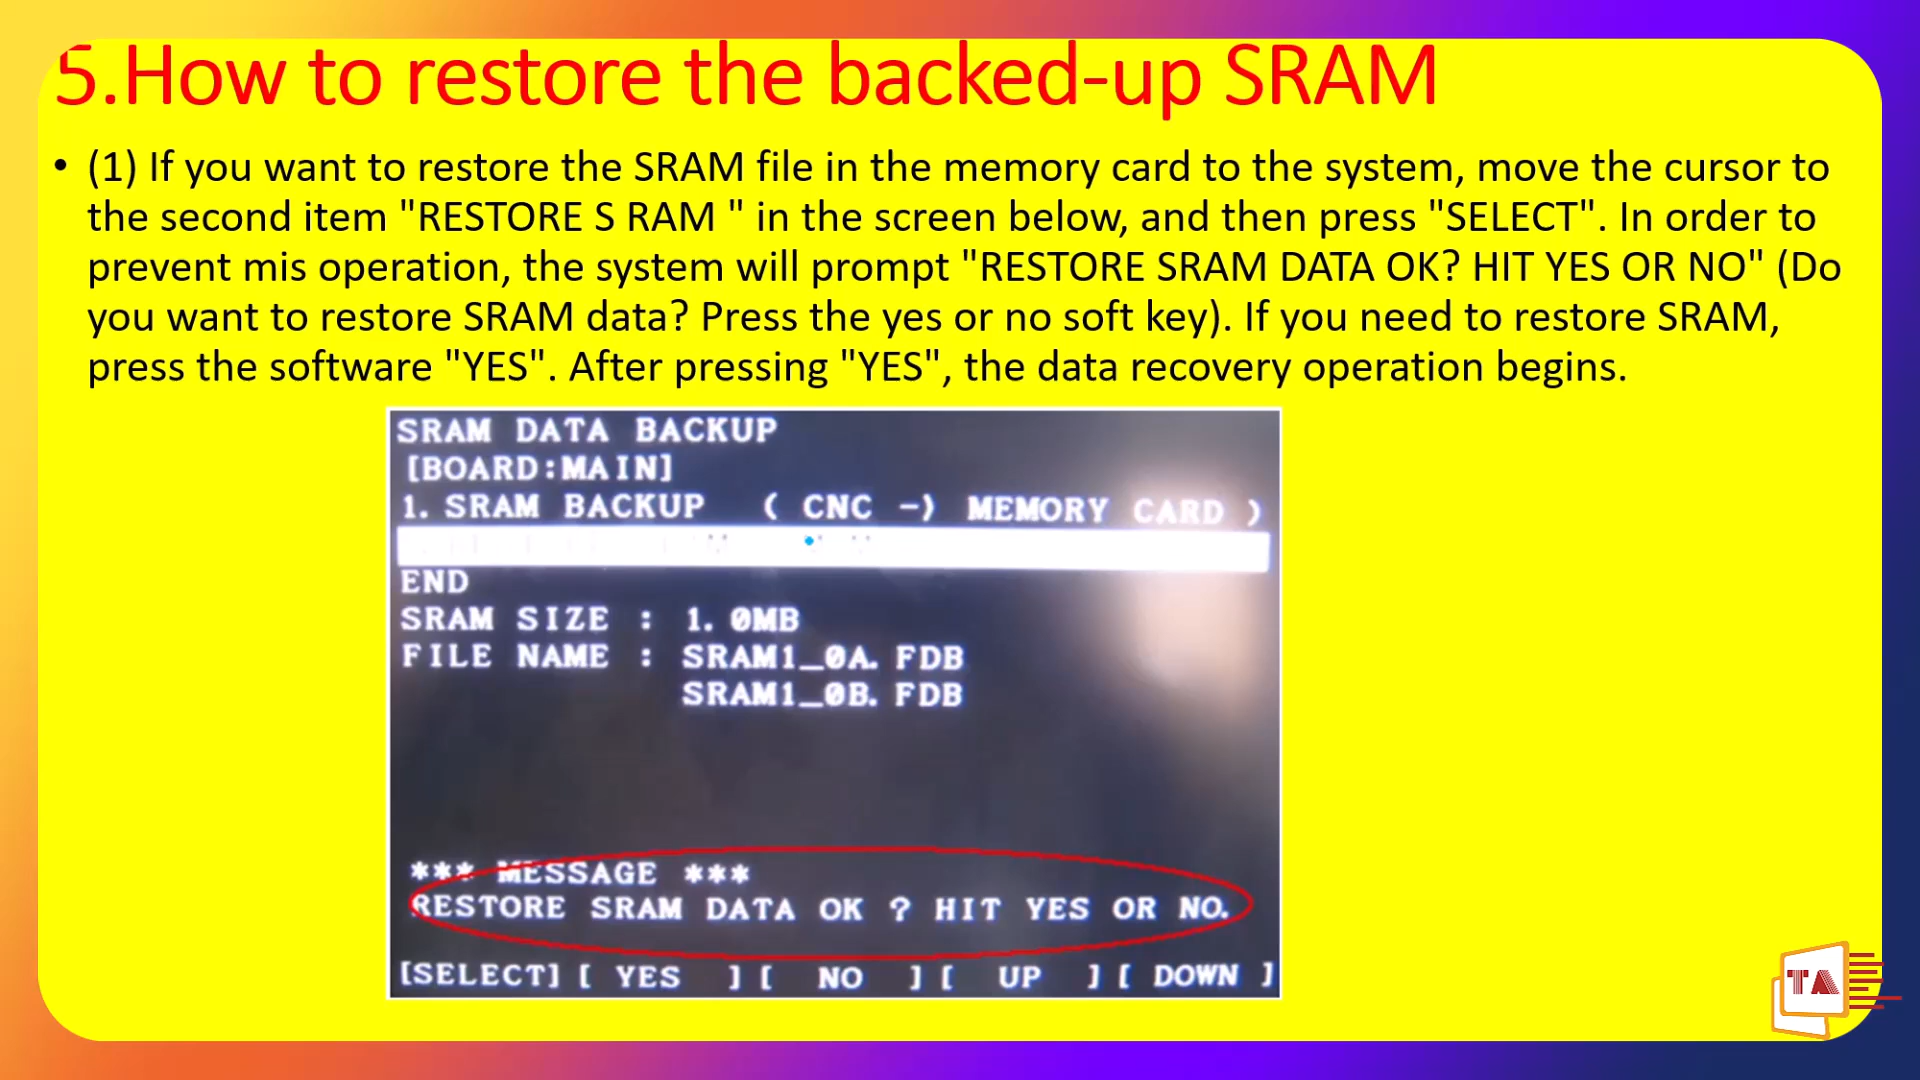 5.How to restore the backed-up SRAM
• (1) If you want to restore the SRAM file in the memory card to the system, move the cursor to
the second item "RESTORE S RAM " in the screen below, and then press "SELECT". In order to
prevent mis operation, the system will prompt "RESTORE SRAM DATA OK? HIT YES OR NO" (Do
you want to restore SRAM data? Press the yes or no soft key). If you need to restore SRAM,
press the software "YES". After pressing "YES", the data recovery operation begins.
SRAM DATA BACKUP
[BOARD:MAIN]
1. SRAM BACKUP ( CNC -) MEMORY CARD )
END
SRAM SIZE : 1. 0MB
FILE NAME : SRAM1_0A. FDB
SRAM1_0B. FDB
*** MESSAGE ***
RESTORE SRAM DATA OK ? HIT YES OR NO.
[SELECT] [ YES ] [ NO ] [ UP ] [ DOWN ]
TA